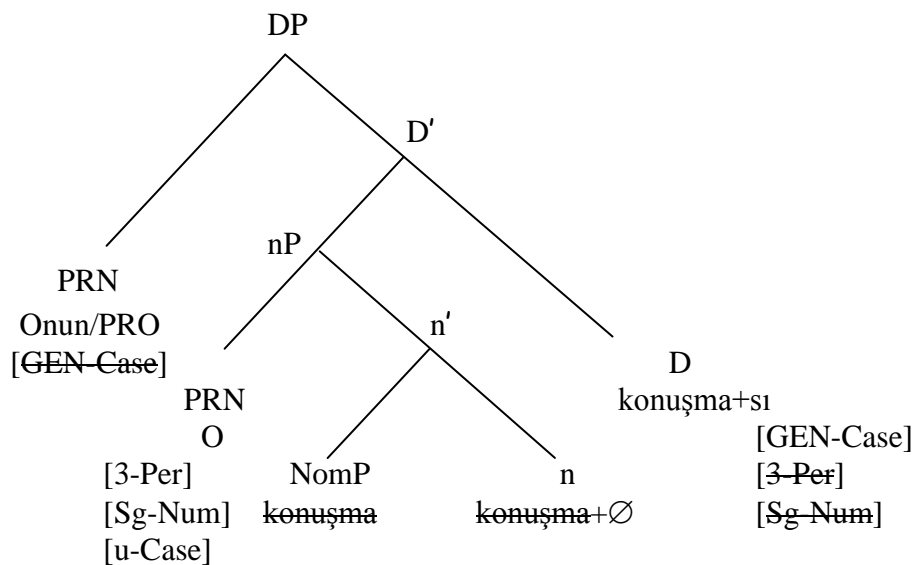 DP
D′
nP
PRN
Onun/PRO
[GEN-Case]
n′
D
konuşma+sı
PRN
O
[GEN-Case]
[3-Per]
NomP
n
[3-Per]
[Sg-Num]
konuşma
konuşma+∅
[Sg-Num]
[u-Case]